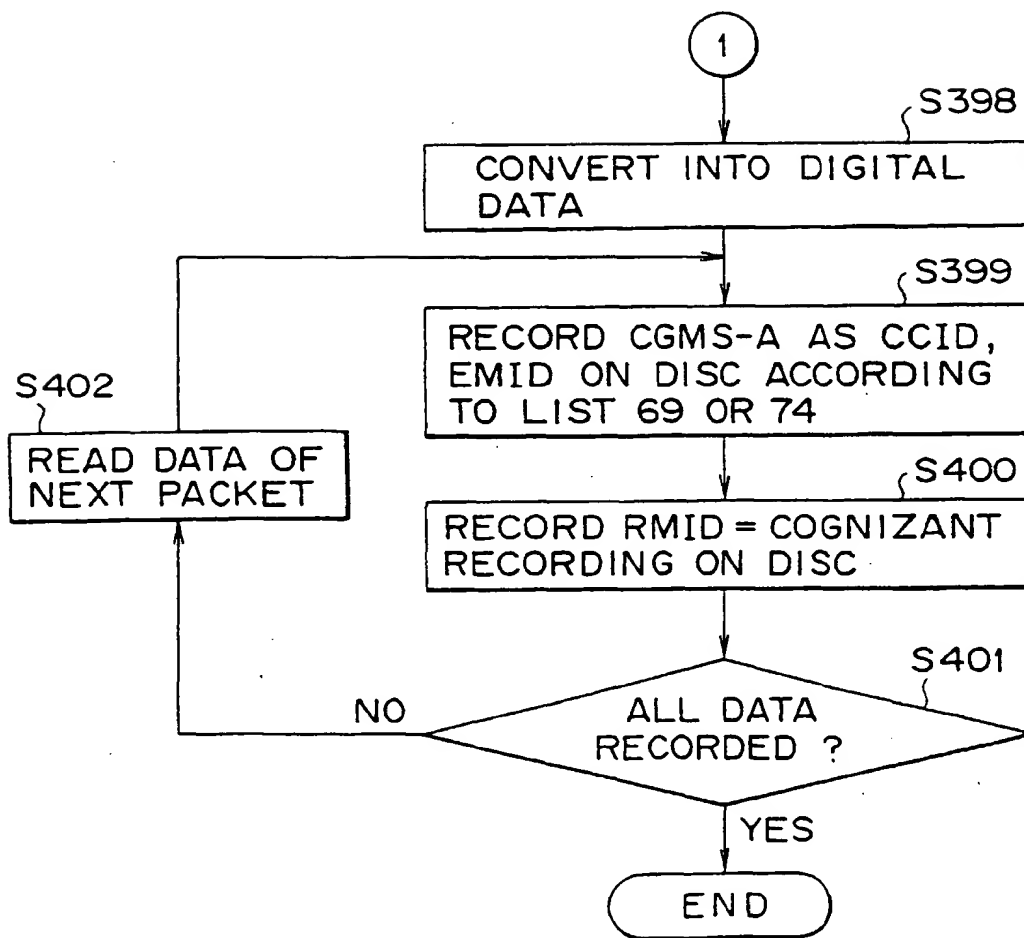 1
S398
CONVERT INTO DIGITAL
DATA
S399
RECORD CGMS-A AS CCID,
EMID ON DISC ACCORDING
TO LIST 69 OR 74
S402
READ DATA OF
NEXT PACKET
S400
RECORD RMID = COGNIZANT
RECORDING ON DISC
S401
ALL DATA
RECORDED ?
NO
YES
END